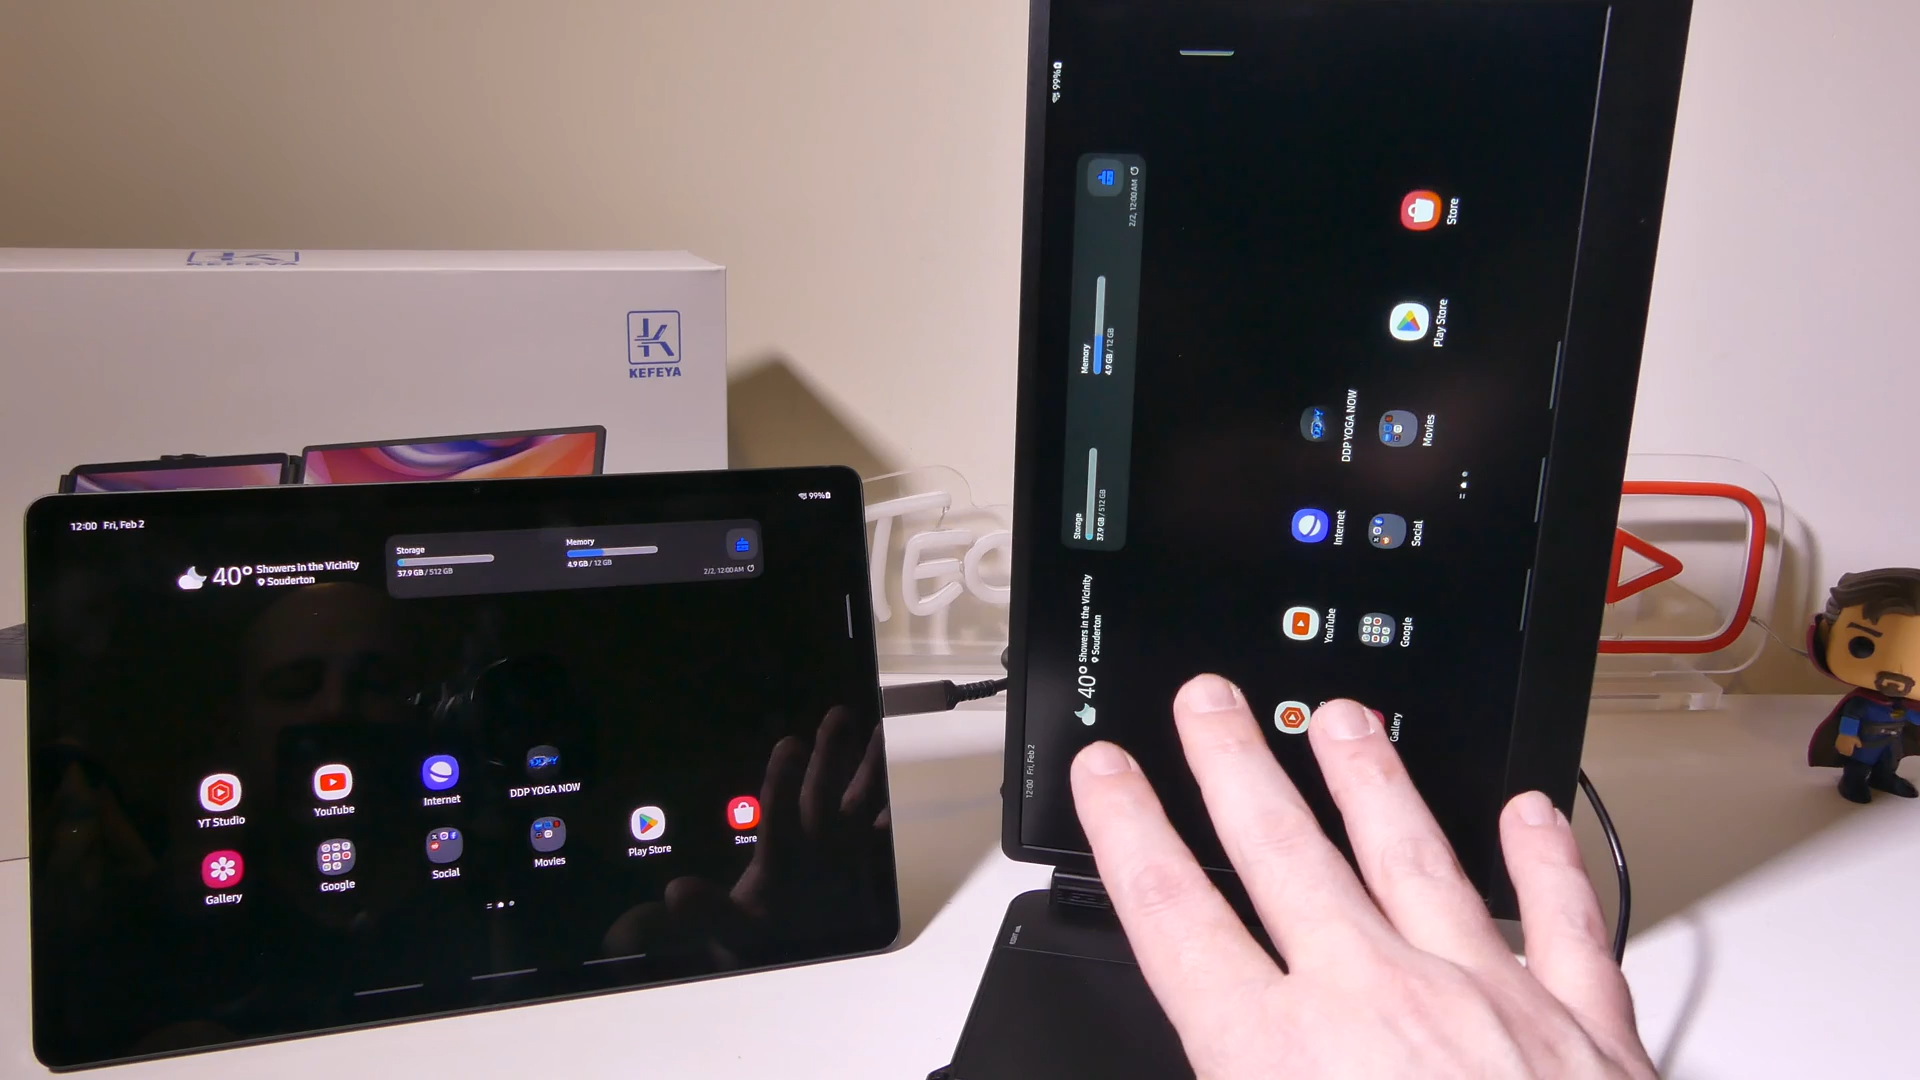 KEFEYA
KEFEYA
12:00 Fri, Feb 2
99%
40° Showers in the Vicinity
Souderton
Storage
37.9 GB / 512 GB
Memory
4.9 GB / 12 GB
2/2, 12:00 AM
YT Studio
YouTube
Internet
DDP YOGA NOW
Gallery
Google
Social
Movies
Play Store
Store
TEC
12:00 Fri, Feb 2
99%
40° Showers in the Vicinity
Souderton
Storage
37.9 GB / 512 GB
Memory
4.9 GB / 12 GB
2/2, 12:00 AM
YouTube
Internet
DDP YOGA NOW
Gallery
Google
Social
Movies
Play Store
Store